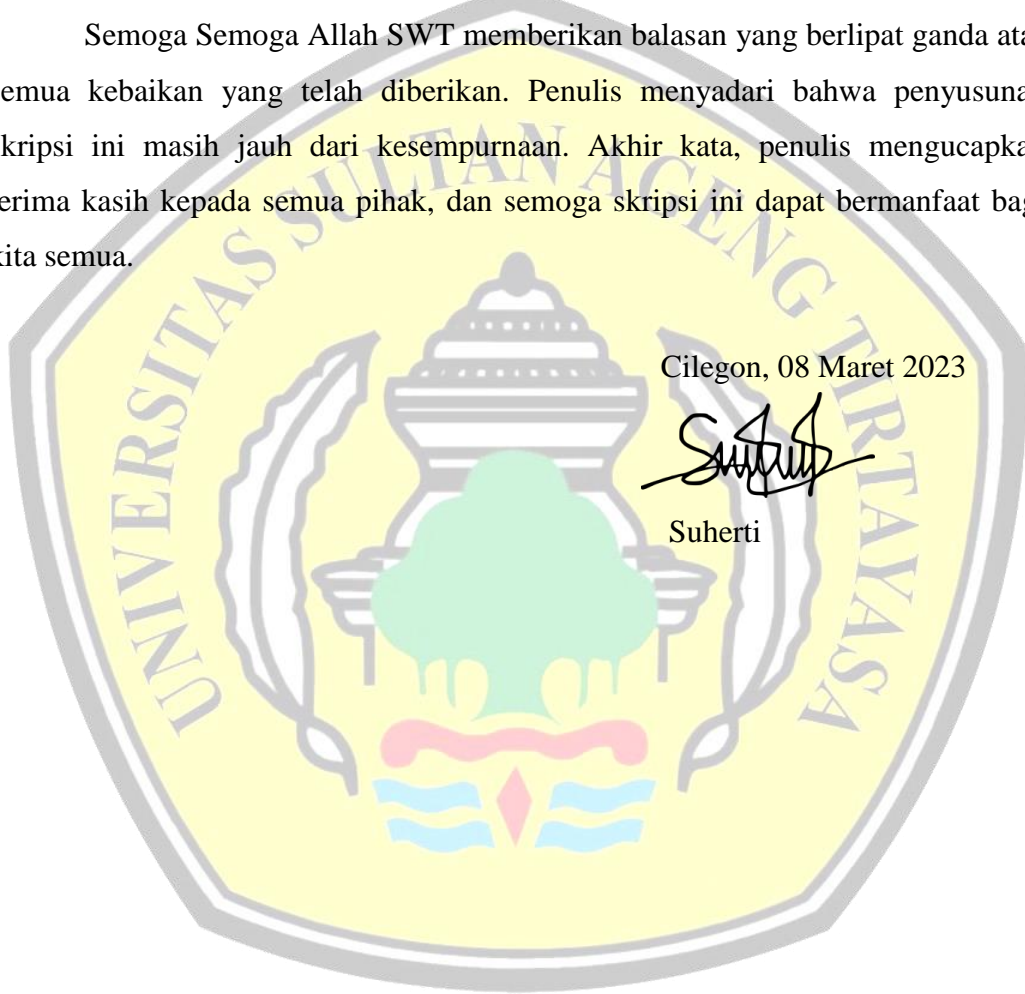 Semoga Semoga Allah SWT memberikan balasan yang berlipat ganda ata
emua kebaikan yang telah diberikan. Penulis menyadari bahwa penyusuna
kripsi ini masih jauh dari kesempurnaan. Akhir kata, penulis mengucapka
erima kasih kepada semua pihak, dan semoga skripsi ini dapat bermanfaat bag
kita semua.
UNIVERSITAS SULTAN AGENG TIRTAYASA
Cilegon, 08 Maret 2023
Suherti